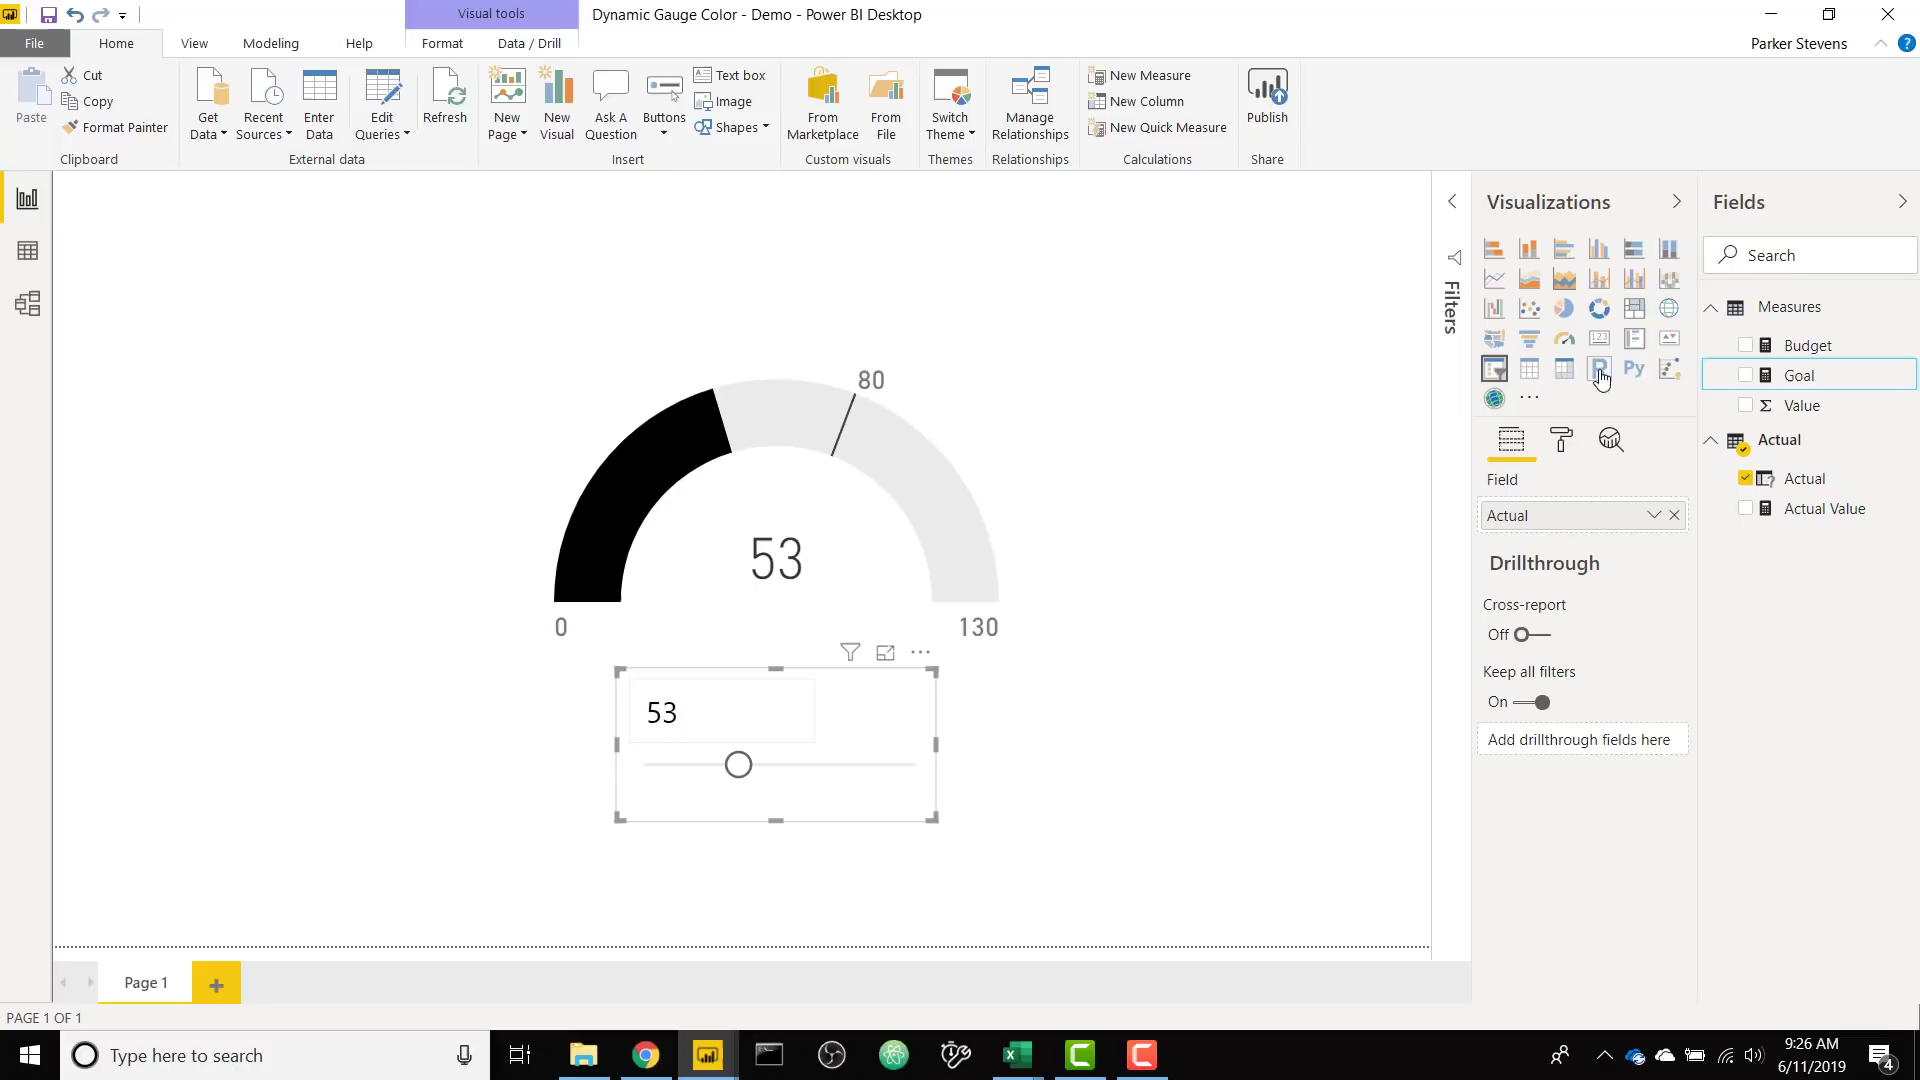 Visual tools
Dynamic Gauge Color - Demo - Power BI Desktop
File
Home
View
Modeling
Help
Format
Data / Drill
Parker Stevens
?
Paste
Cut
Copy
Format Painter
Clipboard
Get
Data
Recent
Sources
Enter
Data
Edit
Queries
Refresh
External data
New
Page
New
Visual
Ask A
Question
Buttons
Text box
Image
Shapes
Insert
From
Marketplace
From
File
Custom visuals
Switch
Theme
Themes
Manage
Relationships
Relationships
New Measure
New Column
New Quick Measure
Calculations
Publish
Share
80
53
0
130
53
Filters
Visualizations
123
R
Py
Field
Actual
Drillthrough
Cross-report
Off
Keep all filters
On
Add drillthrough fields here
Fields
Search
Measures
Budget
Goal
Value
Actual
Actual
Actual Value
Page 1
PAGE 1 OF 1
Type here to search
9:26 AM
6/11/2019
4